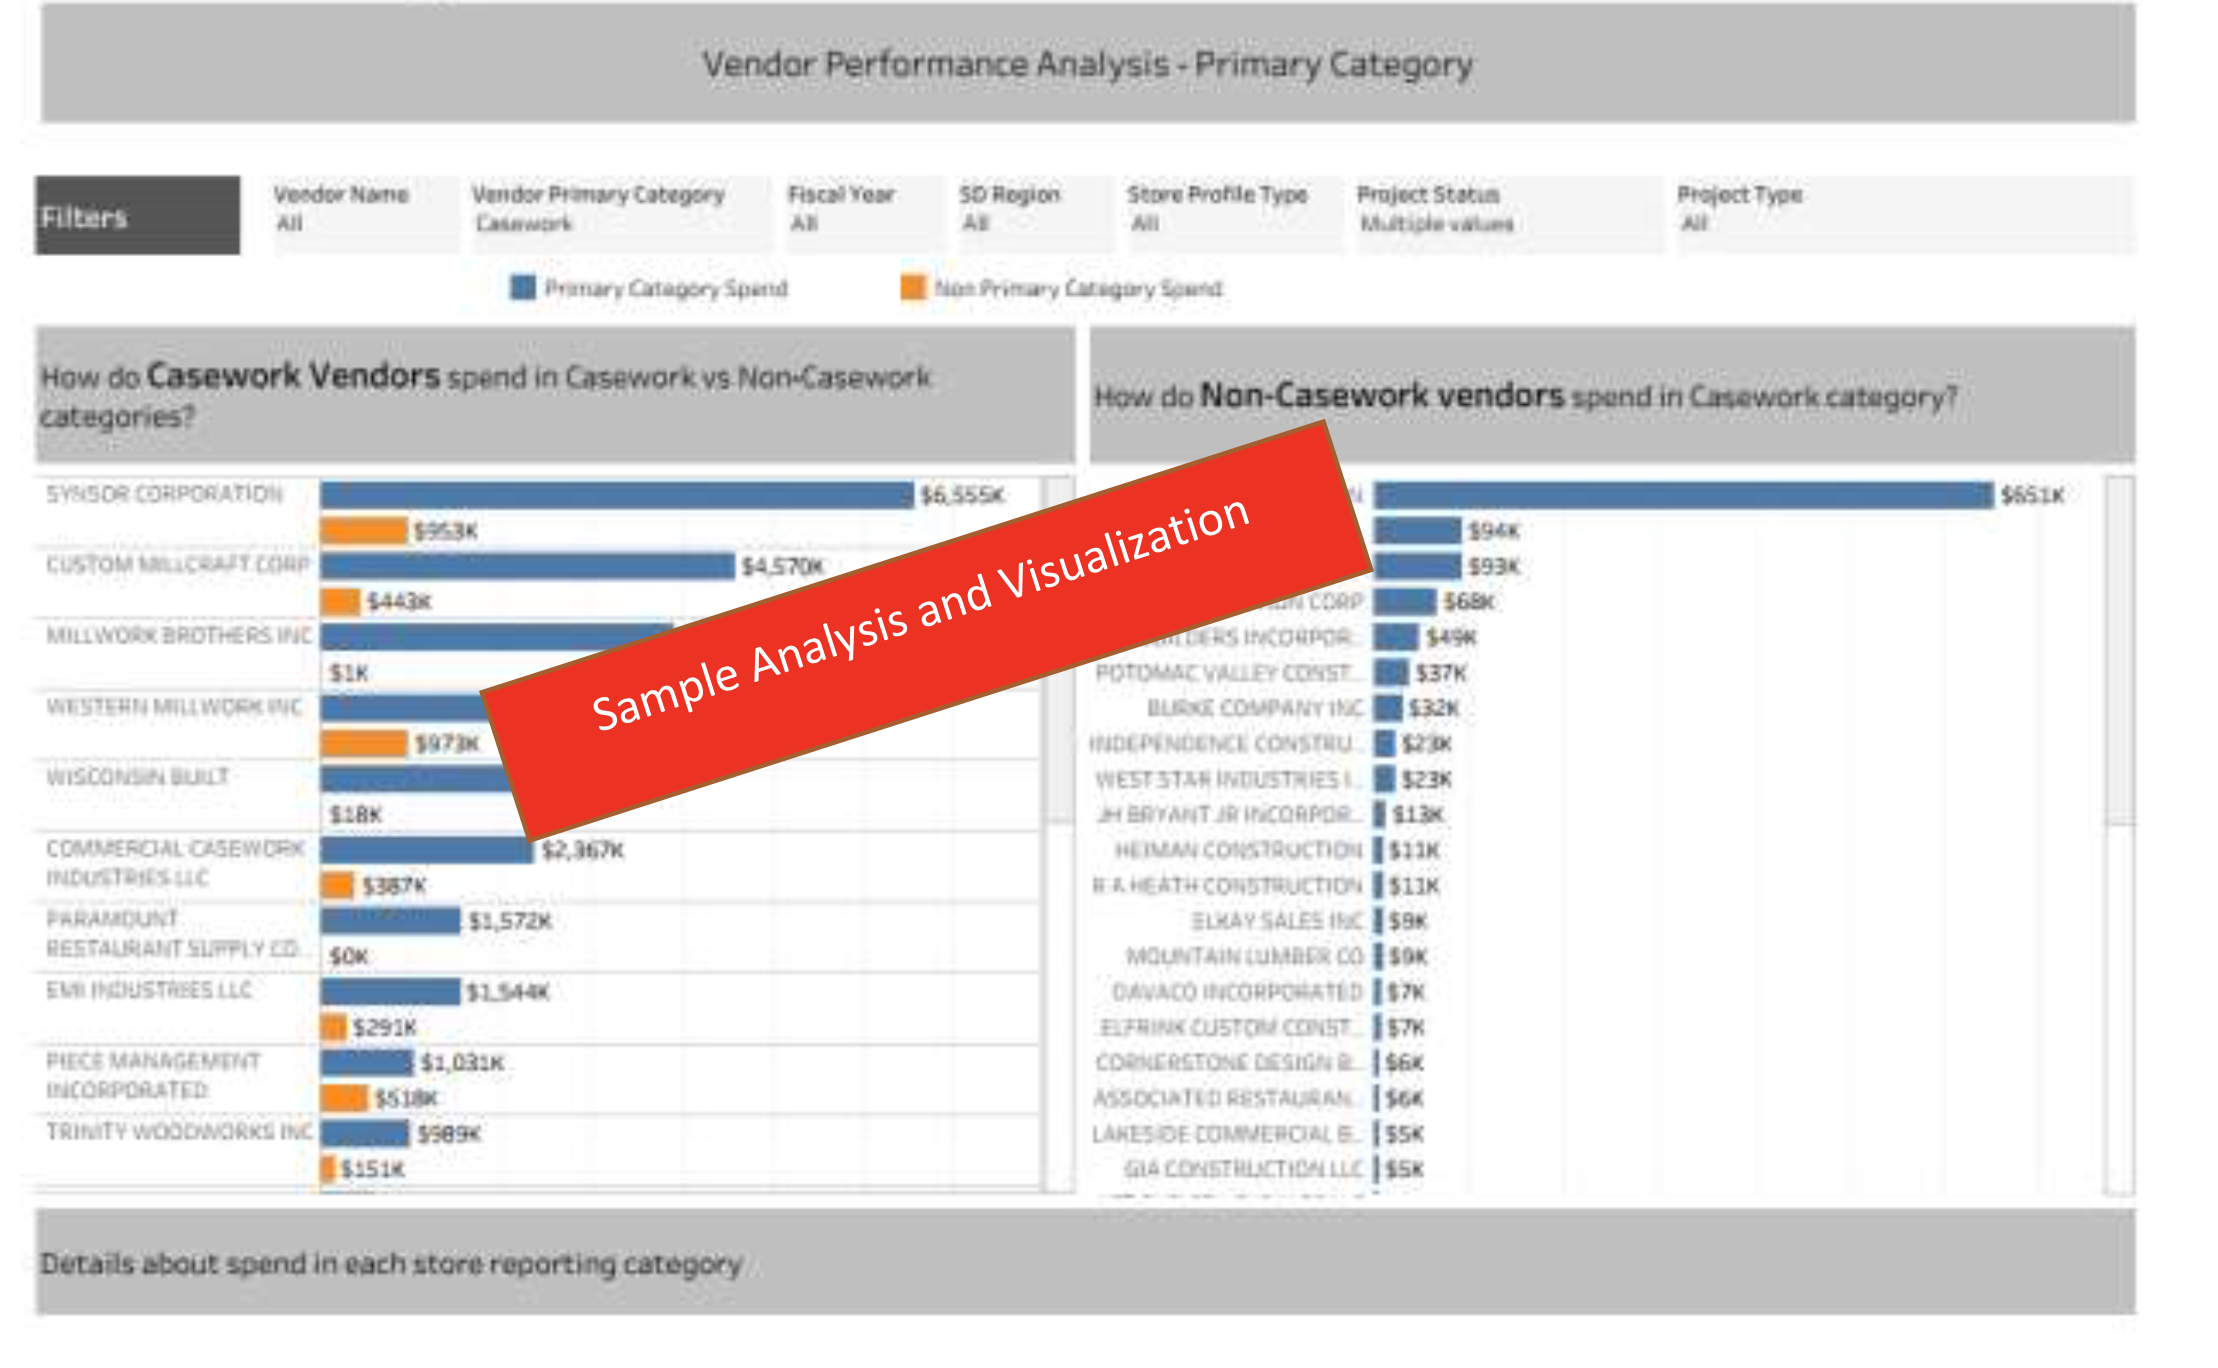 Vendor Performance Analysis - Primary Category
Filters
Vendor Name
All
Vendor Primary Category
Casework
Fiscal Year
All
SD Region
All
Store Profile Type
All
Project Status
Multiple values
Project Type
All
Primary Category Spend
Non Primary Category Spend
How do Casework Vendors spend in Casework vs Non-Casework
categories?
SYNSOR CORPORATION
$6,555K
$953K
CUSTOM MILLCRAFT CORP
$4,570K
$443K
MILLWORK BROTHERS INC
$1K
WESTERN MILLWORK INC
$973K
WISCONSIN BUILT
$18K
COMMERCIAL CASEWORK
INDUSTRIES LLC
$2,367K
$387K
PARAMOUNT
RESTAURANT SUPPLY CO..
$1,572K
$0K
EMI INDUSTRIES LLC
$1,544K
$291K
PIECE MANAGEMENT
INCORPORATED
$1,031K
$518K
TRINITY WOODWORKS INC
$989K
$151K
How do Non-Casework vendors spend in Casework category?
$651K
$94K
$93K
CORP $68K
INCORPOR.. $49K
POTOMAC VALLEY CONST.. $37K
BURKE COMPANY INC $32K
INDEPENDENCE CONSTRU.. $23K
WEST STAR INDUSTRIES I.. $23K
JH BRYANT JR INCORPOR.. $13K
HEIMAN CONSTRUCTION $11K
R A HEATH CONSTRUCTION $11K
ELKAY SALES INC $9K
MOUNTAIN LUMBER CO $9K
DAVACO INCORPORATED $7K
ELFRINK CUSTOM CONST.. $7K
CORNERSTONE DESIGN B.. $6K
ASSOCIATED RESTAURAN.. $6K
LAKESIDE COMMERCIAL B.. $5K
GIA CONSTRUCTION LLC $5K
Sample Analysis and Visualization
Details about spend in each store reporting category